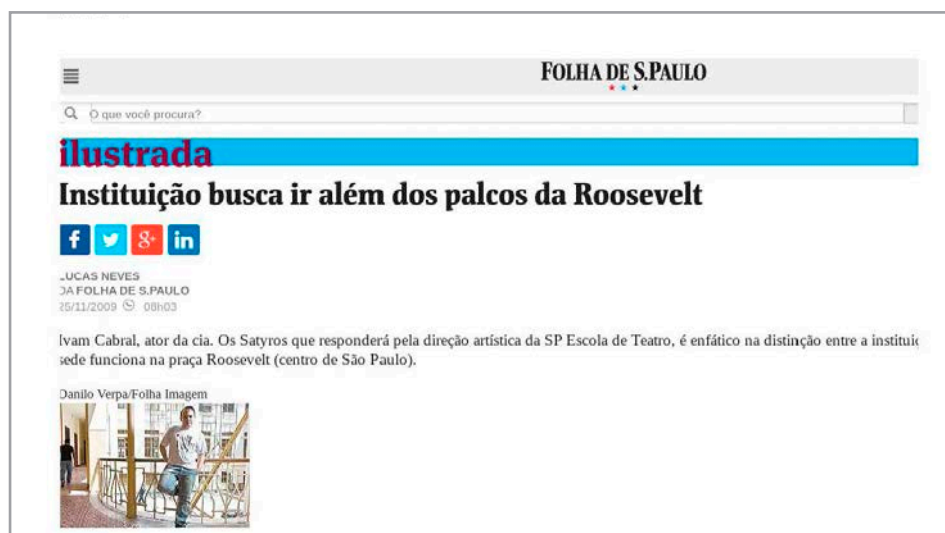 FOLHA DE S.PAULO
O que você procura?
ilustrada
Instituição busca ir além dos palcos da Roosevelt
f 8+ in
LUCAS NEVES
DA FOLHA DE S.PAULO
25/11/2009 08h03
Ivam Cabral, ator da cia. Os Satyros que responderá pela direção artística da SP Escola de Teatro, é enfático na distinção entre a
sede funciona na praça Roosevelt (centro de São Paulo).
Danilo Verpa/Folha Imagem